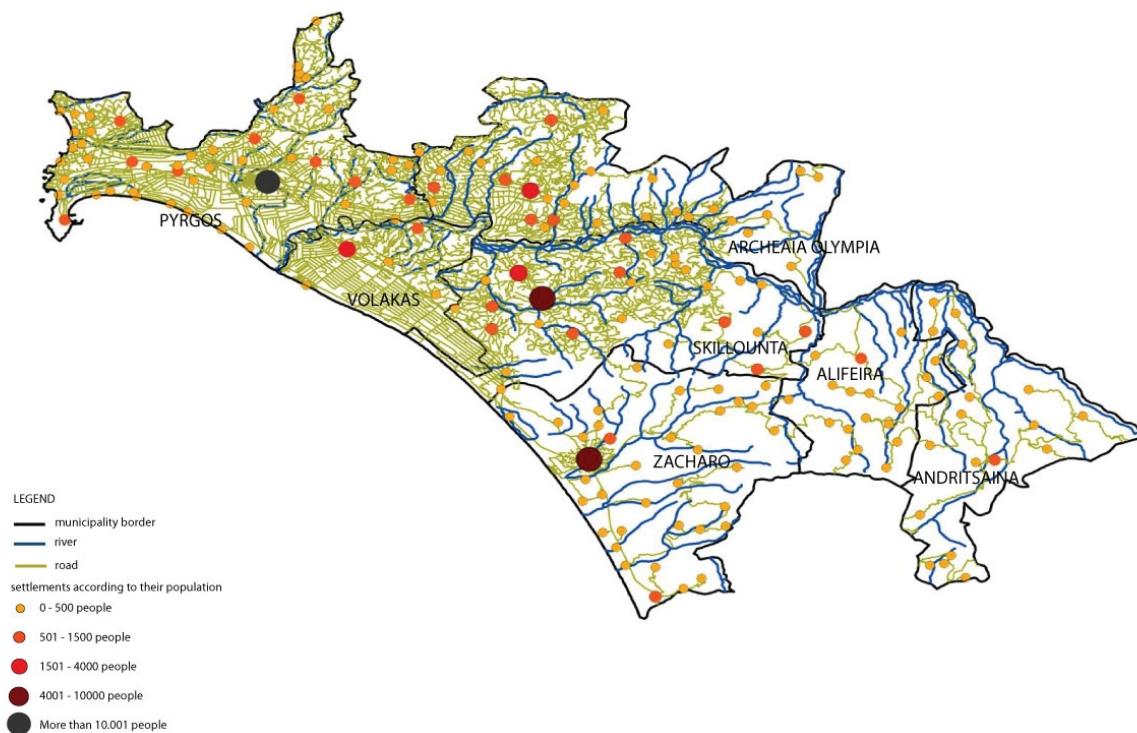 PYRGOS
ARCHEAIA OLYMPIA
VOLAKAS
SKILLOUNTA
ALIFEIRA
ZACHARO
ANDRITSAINA
LEGEND
municipality border
river
road
settlements according to their population
0 - 500 people
501 - 1500 people
1501 - 4000 people
4001 - 10000 people
More than 10.001 people